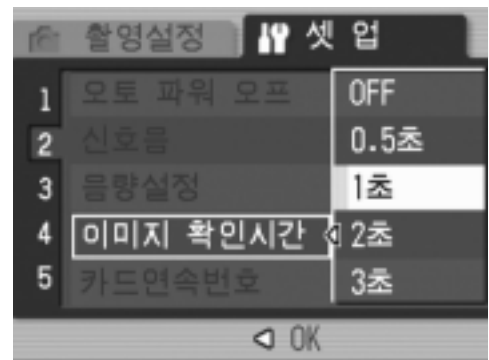 촬영설정 셋 업
1 오토 파워 오프 OFF
2 신호음 0.5초
3 음량설정 1초
4 이미지 확인시간 2초
5 카드연속번호 3초
OK